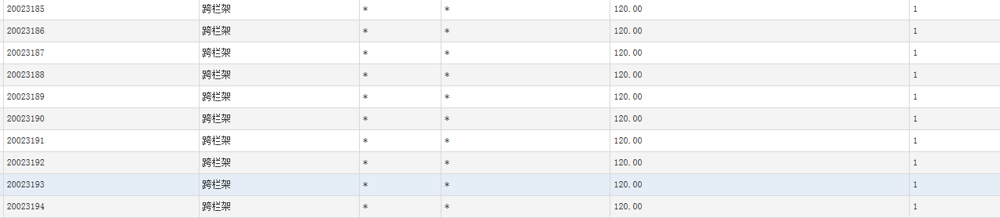 20023185 跨栏架 * * 120.00 1
20023186 跨栏架 * * 120.00 1
20023187 跨栏架 * * 120.00 1
20023188 跨栏架 * * 120.00 1
20023189 跨栏架 * * 120.00 1
20023190 跨栏架 * * 120.00 1
20023191 跨栏架 * * 120.00 1
20023192 跨栏架 * * 120.00 1
20023193 跨栏架 * * 120.00 1
20023194 跨栏架 * * 120.00 1